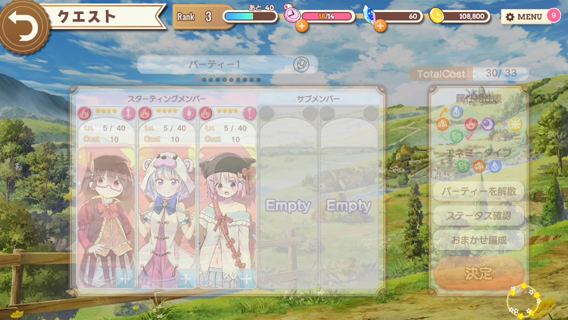 クエスト
Rank 3
あと 40
18/14
60
108,800
MENU
9
パーティー1
TotalCost 30/ 33
スターティングメンバー
サブメンバー
Lv. 5 / 40
Cost 10
Lv. 5 / 40
Cost 10
Lv. 5 / 40
Cost 10
Empty
Empty
パーティーを解散
ステータス確認
おまかせ編成
決定